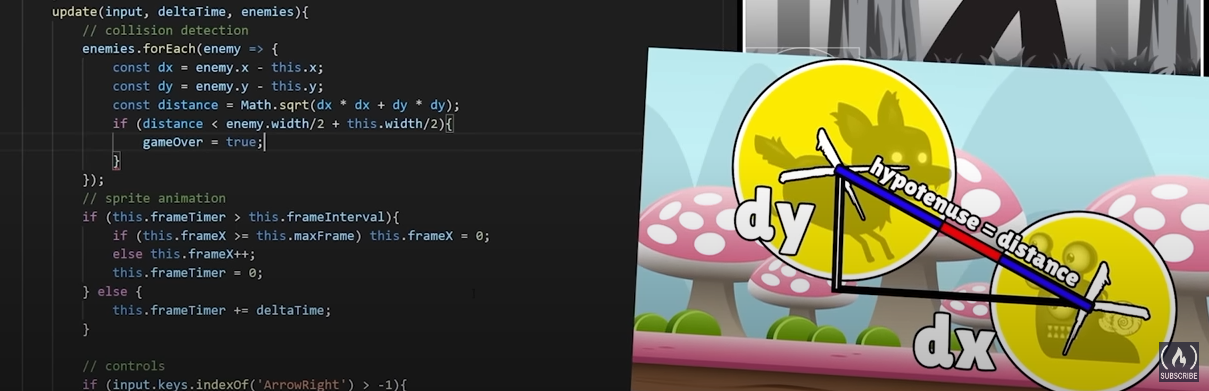 update(input, deltaTime, enemies){
// collision detection
enemies.forEach(enemy => {
const dx = enemy.x - this.x;
const dy = enemy.y - this.y;
const distance = Math.sqrt(dx * dx + dy * dy);
if (distance < enemy.width/2 + this.width/2){
gameOver = true;
}
});
// sprite animation
if (this.frameTimer > this.frameInterval){
if (this.frameX >= this.maxFrame) this.frameX = 0;
else this.frameX++;
this.frameTimer = 0;
} else {
this.frameTimer += deltaTime;
}
// controls
if (input.keys.indexOf('ArrowRight') > -1){
hypotenuse = distance
dy
dx
SUBSCRIBE